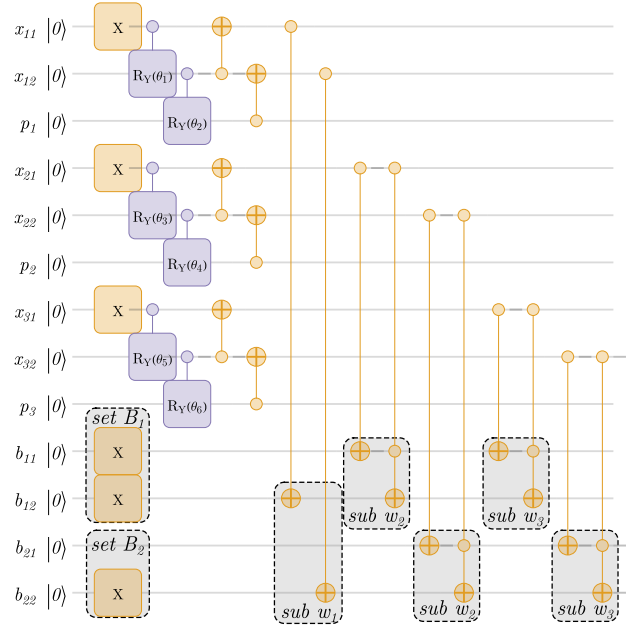 x11 |0⟩ X
x12 |0⟩ RY(θ1)
p1 |0⟩ RY(θ2)
x21 |0⟩ X
x22 |0⟩ RY(θ3)
p2 |0⟩ RY(θ4)
x31 |0⟩ X
x32 |0⟩ RY(θ5)
p3 |0⟩ RY(θ6)
set B1
b11 |0⟩ X
b12 |0⟩ X
sub w2 sub w3
b21 |0⟩ set B2
b22 |0⟩ X
sub w1 sub w2 sub w3